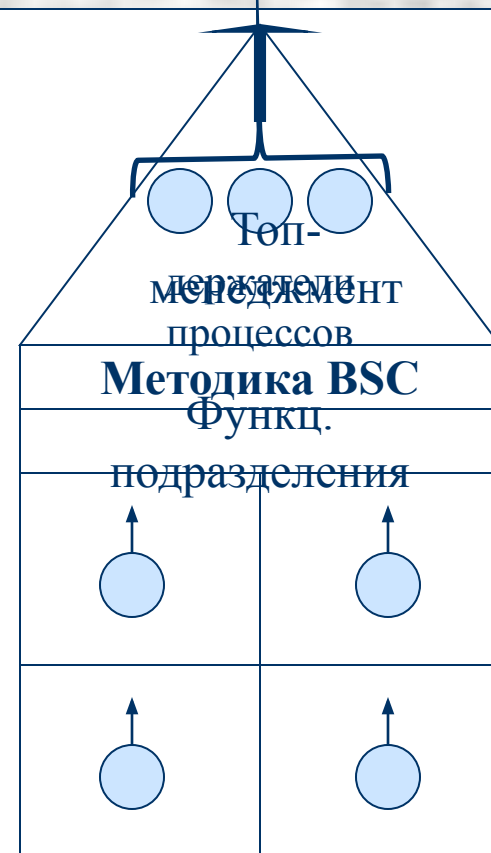 Топ-
менеджмент
держатели
процессов
Методика BSC
Функц.
подразделения